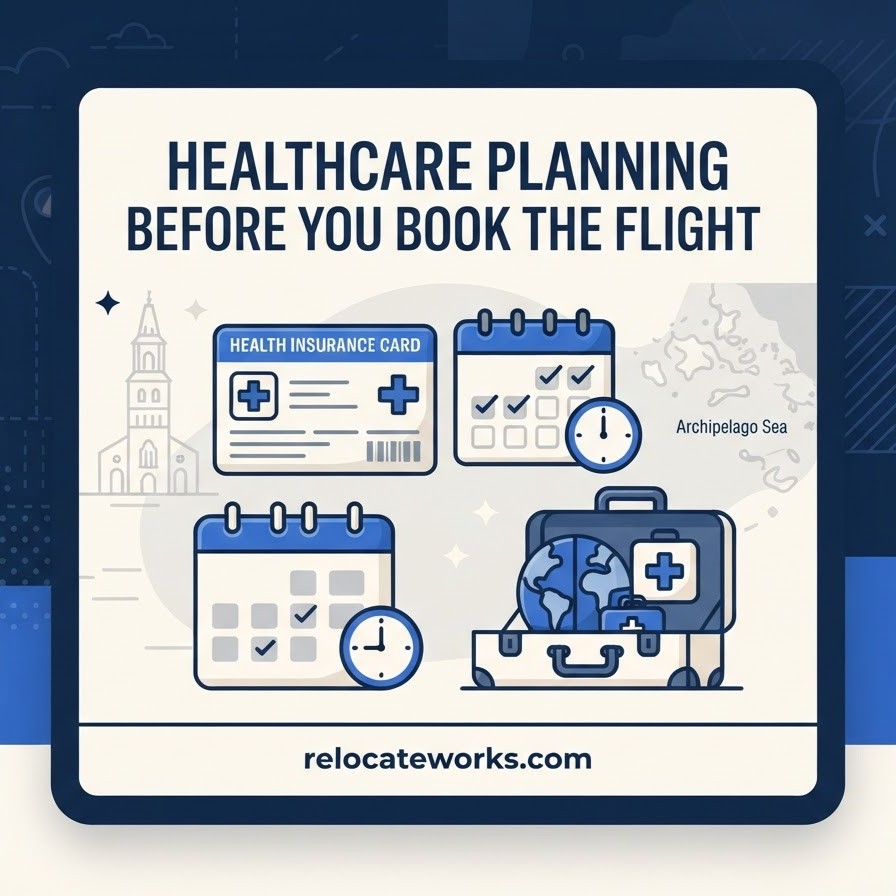 HEALTHCARE PLANNING
BEFORE YOU BOOK THE FLIGHT
HEALTH INSURANCE CARD
Archipelago Sea
relocateworks.com